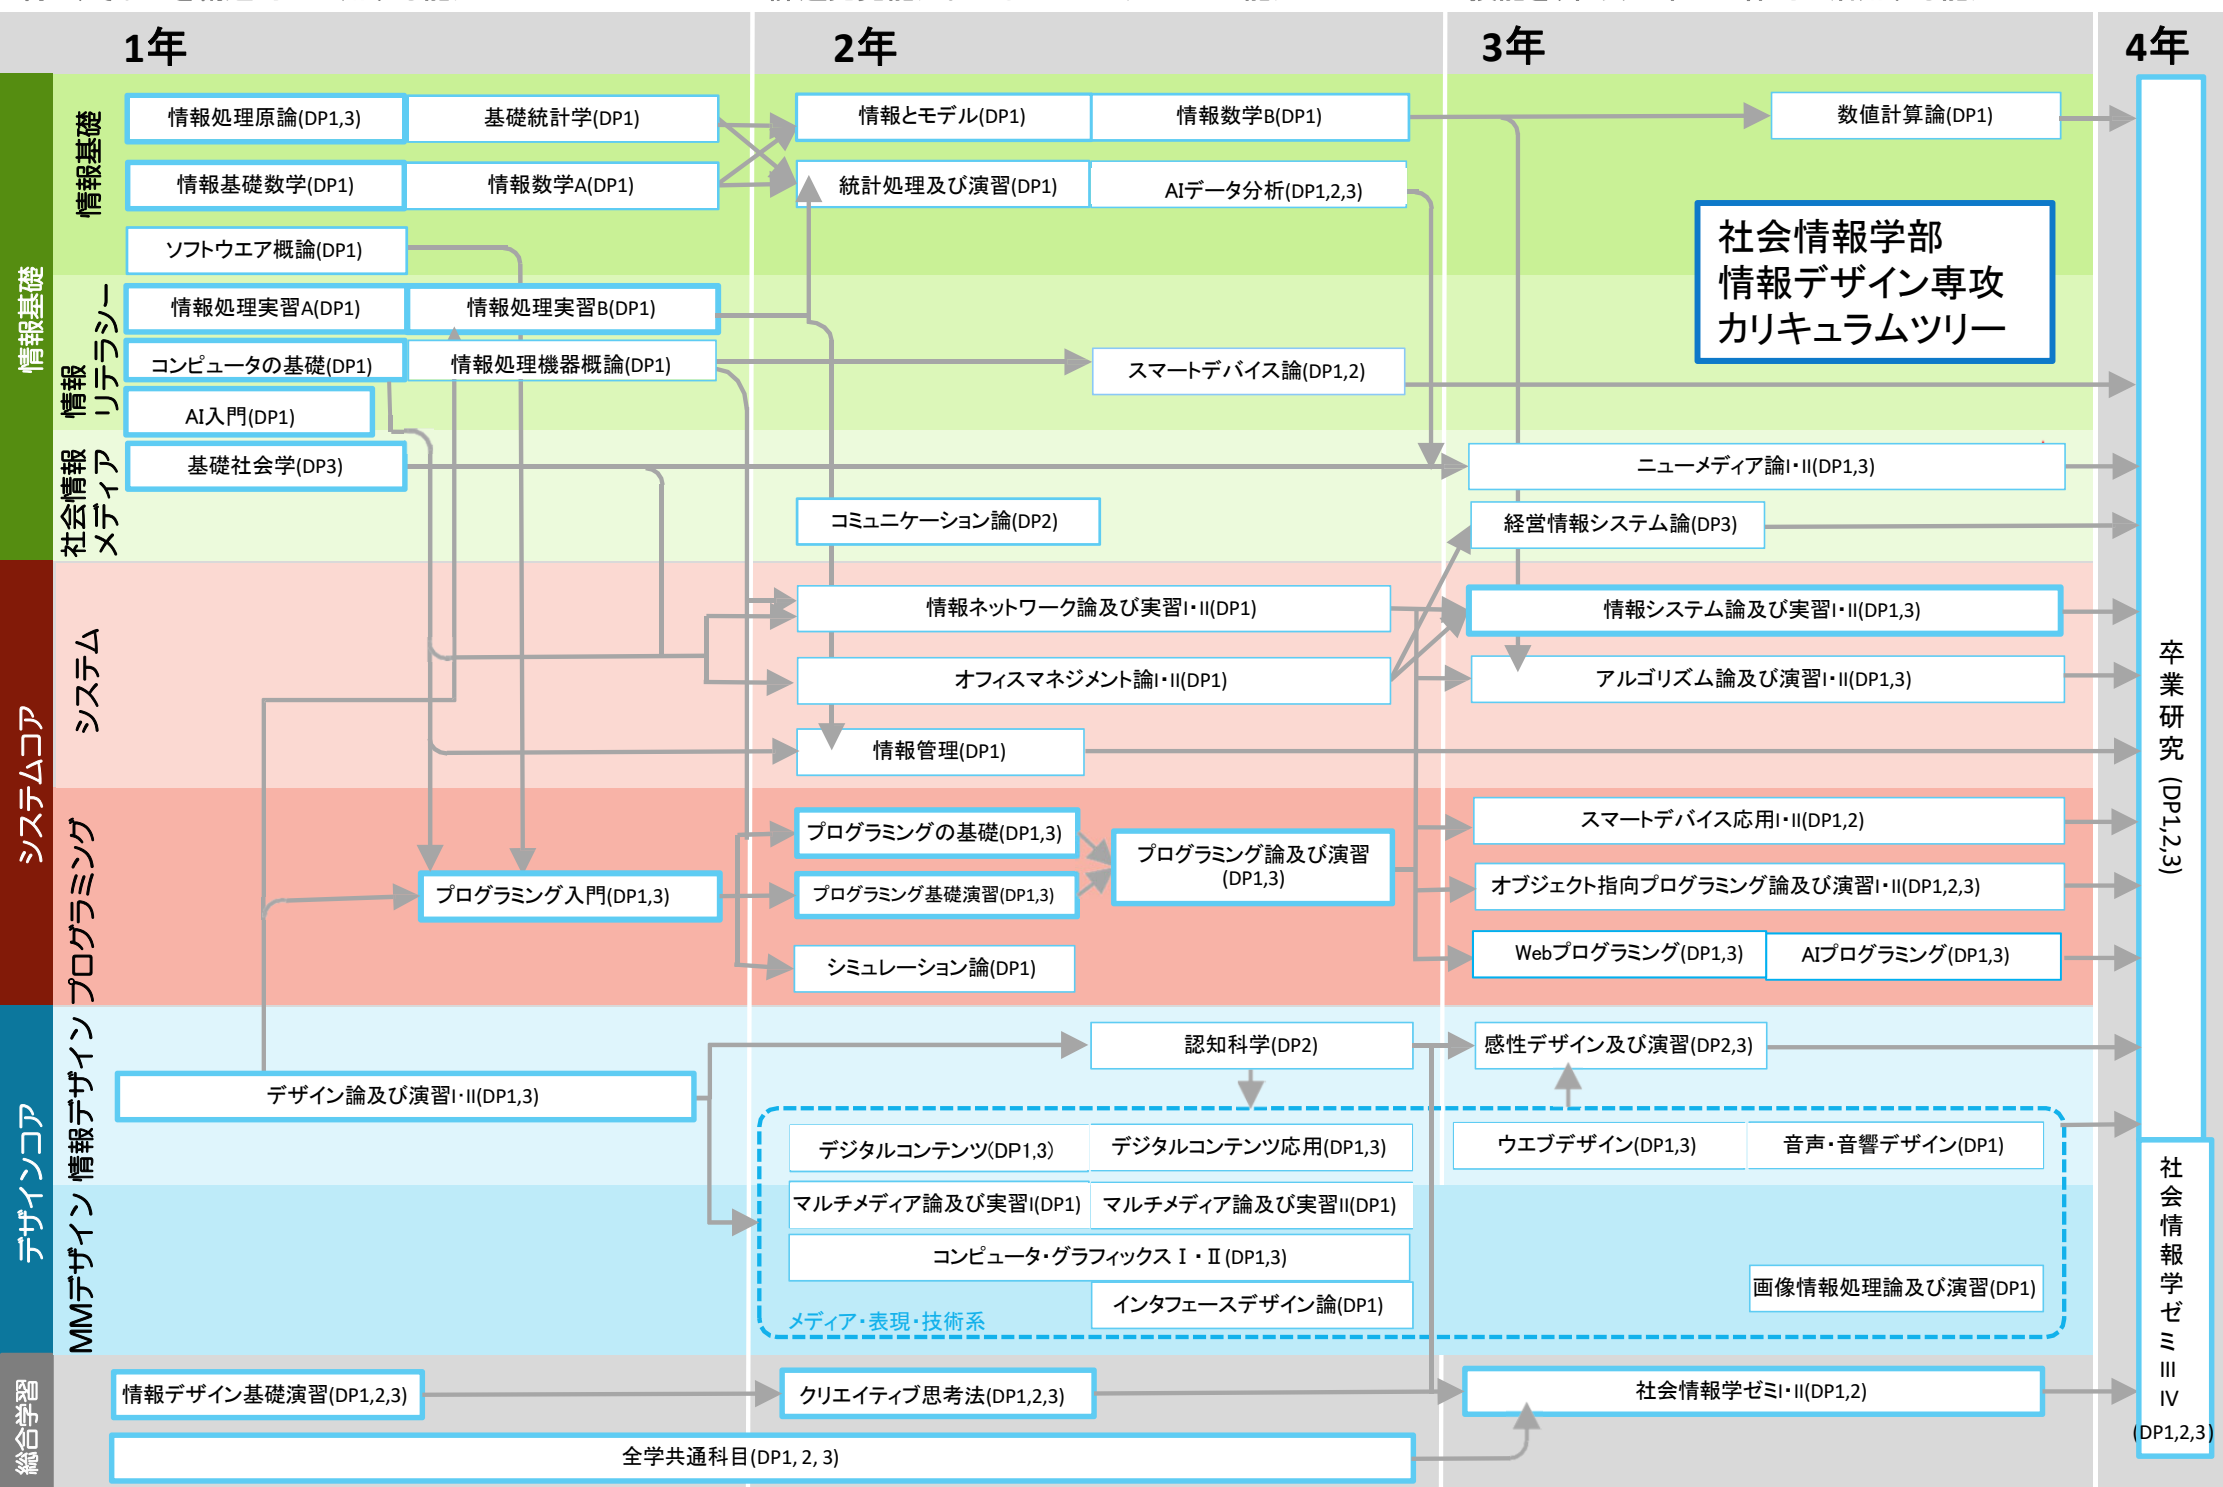 1年
2年
3年
4年
情報基礎
システムコア
デザインコア
総合学習
情報基礎
情報
リテラシー
社会情報
メディア
システム
プログラミング
情報デザイン
MMデザイン
情報処理原論(DP1,3)
基礎統計学(DP1)
情報とモデル(DP1)
情報数学B(DP1)
数値計算論(DP1)
情報基礎数学(DP1)
情報数学A(DP1)
統計処理及び演習(DP1)
AIデータ分析(DP1,2,3)
ソフトウエア概論(DP1)
社会情報学部
情報デザイン専攻
カリキュラムツリー
情報処理実習A(DP1)
情報処理実習B(DP1)
コンピュータの基礎(DP1)
情報処理機器概論(DP1)
スマートデバイス論(DP1,2)
AI入門(DP1)
基礎社会学(DP3)
ニューメディア論I・II(DP1,3)
コミュニケーション論(DP2)
経営情報システム論(DP3)
情報ネットワーク論及び実習I・II(DP1)
情報システム論及び実習I・II(DP1,3)
オフィスマネジメント論I・II(DP1)
アルゴリズム論及び演習I・II(DP1,3)
情報管理(DP1)
プログラミングの基礎(DP1,3)
プログラミング論及び演習
(DP1,3)
スマートデバイス応用I・II(DP1,2)
プログラミング入門(DP1,3)
プログラミング基礎演習(DP1,3)
オブジェクト指向プログラミング論及び演習I・II(DP1,2,3)
シミュレーション論(DP1)
Webプログラミング(DP1,3)
AIプログラミング(DP1,3)
認知科学(DP2)
感性デザイン及び演習(DP2,3)
デザイン論及び演習I・II(DP1,3)
デジタルコンテンツ(DP1,3)
デジタルコンテンツ応用(DP1,3)
ウエブデザイン(DP1,3)
音声・音響デザイン(DP1)
マルチメディア論及び実習I(DP1)
マルチメディア論及び実習II(DP1)
コンピュータ・グラフィックスⅠ・Ⅱ(DP1,3)
インタフェースデザイン論(DP1)
画像情報処理論及び演習(DP1)
メディア・表現・技術系
情報デザイン基礎演習(DP1,2,3)
クリエイティブ思考法(DP1,2,3)
社会情報学ゼミI・II(DP1,2)
全学共通科目(DP1, 2, 3)
卒業研究(DP1,2,3)
社会情報学ゼミIII IV
(DP1,2,3)